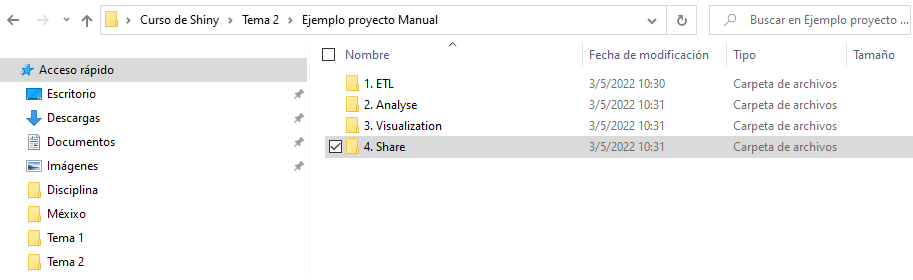 Curso de Shiny > Tema 2 > Ejemplo proyecto Manual
Buscar en Ejemplo proyecto ...
Nombre Fecha de modificación Tipo Tamaño
Acceso rápido
Escritorio
Descargas
Documentos
Imágenes
Disciplina
Méxixo
Tema 1
Tema 2
1. ETL 3/5/2022 10:30 Carpeta de archivos
2. Analyse 3/5/2022 10:31 Carpeta de archivos
3. Visualization 3/5/2022 10:31 Carpeta de archivos
4. Share 3/5/2022 10:31 Carpeta de archivos